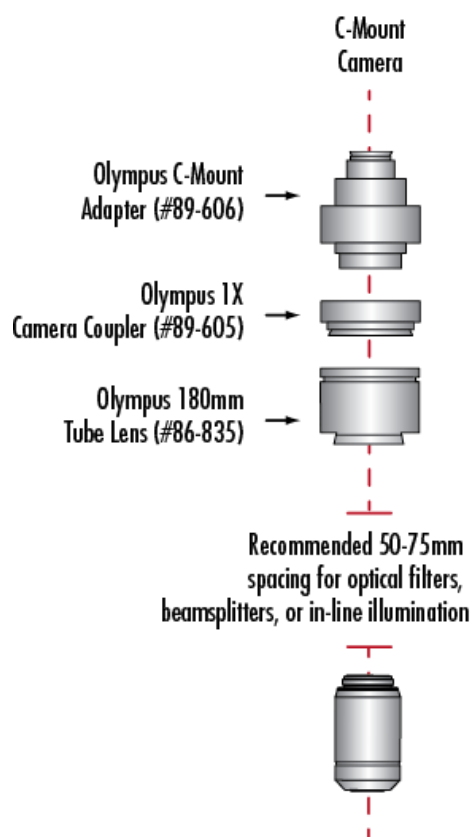 C-Mount
Camera
Olympus C-Mount
Adapter (#89-606)
Olympus 1X
Camera Coupler (#89-605)
Olympus 180mm
Tube Lens (#86-835)
Recommended 50-75mm
spacing for optical filters,
beamsplitters, or in-line illumination